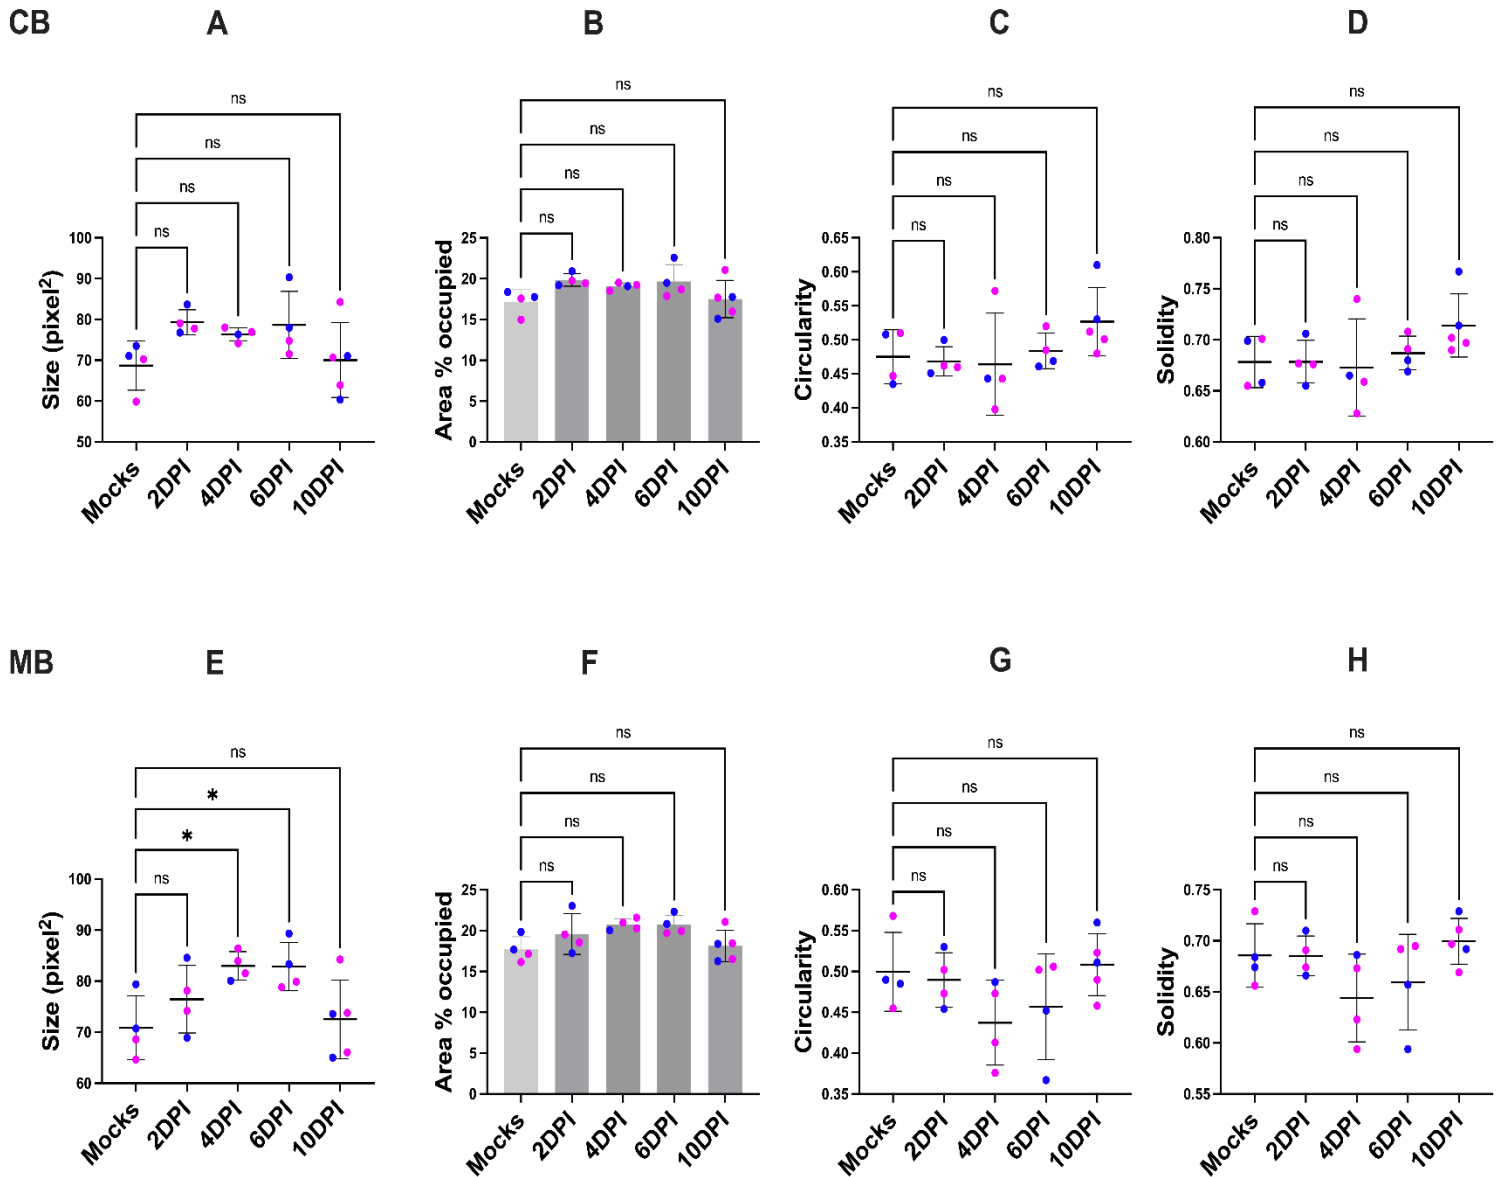 CB A B C D
ns
ns
ns
ns
Size (pixel²)
100
90
80
70
60
50
Mocks 2DPI 4DPI 6DPI 10DPI
ns
ns
ns
ns
Area % occupied
25
20
15
10
5
0
Mocks 2DPI 4DPI 6DPI 10DPI
ns
ns
ns
ns
Circularity
0.65
0.60
0.55
0.50
0.45
0.40
0.35
Mocks 2DPI 4DPI 6DPI 10DPI
ns
ns
ns
ns
Solidity
0.80
0.75
0.70
0.65
0.60
Mocks 2DPI 4DPI 6DPI 10DPI
MB E F G H
ns
*
*
ns
Size (pixel²)
100
90
80
70
60
Mocks 2DPI 4DPI 6DPI 10DPI
ns
ns
ns
ns
Area % occupied
25
20
15
10
5
0
Mocks 2DPI 4DPI 6DPI 10DPI
ns
ns
ns
ns
Circularity
0.60
0.55
0.50
0.45
0.40
0.35
Mocks 2DPI 4DPI 6DPI 10DPI
ns
ns
ns
ns
Solidity
0.75
0.70
0.65
0.60
0.55
Mocks 2DPI 4DPI 6DPI 10DPI